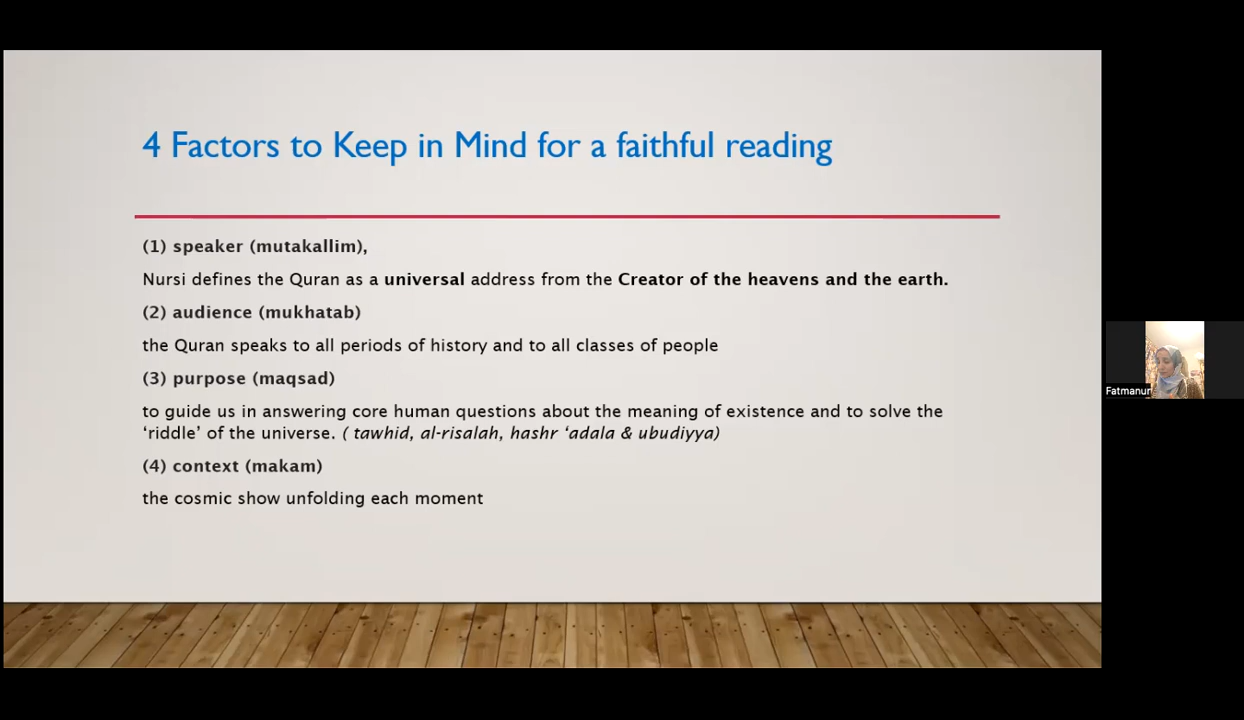 4 Factors to Keep in Mind for a faithful reading
(1) speaker (mutakallim),
Nursi defines the Quran as a universal address from the Creator of the heavens and the earth.
(2) audience (mukhatab)
the Quran speaks to all periods of history and to all classes of people
(3) purpose (maqsad)
to guide us in answering core human questions about the meaning of existence and to solve the
‘riddle’ of the universe. ( tawhid, al-risalah, hashr ‘adala & ubudiyya)
(4) context (makam)
the cosmic show unfolding each moment
Fatmanur